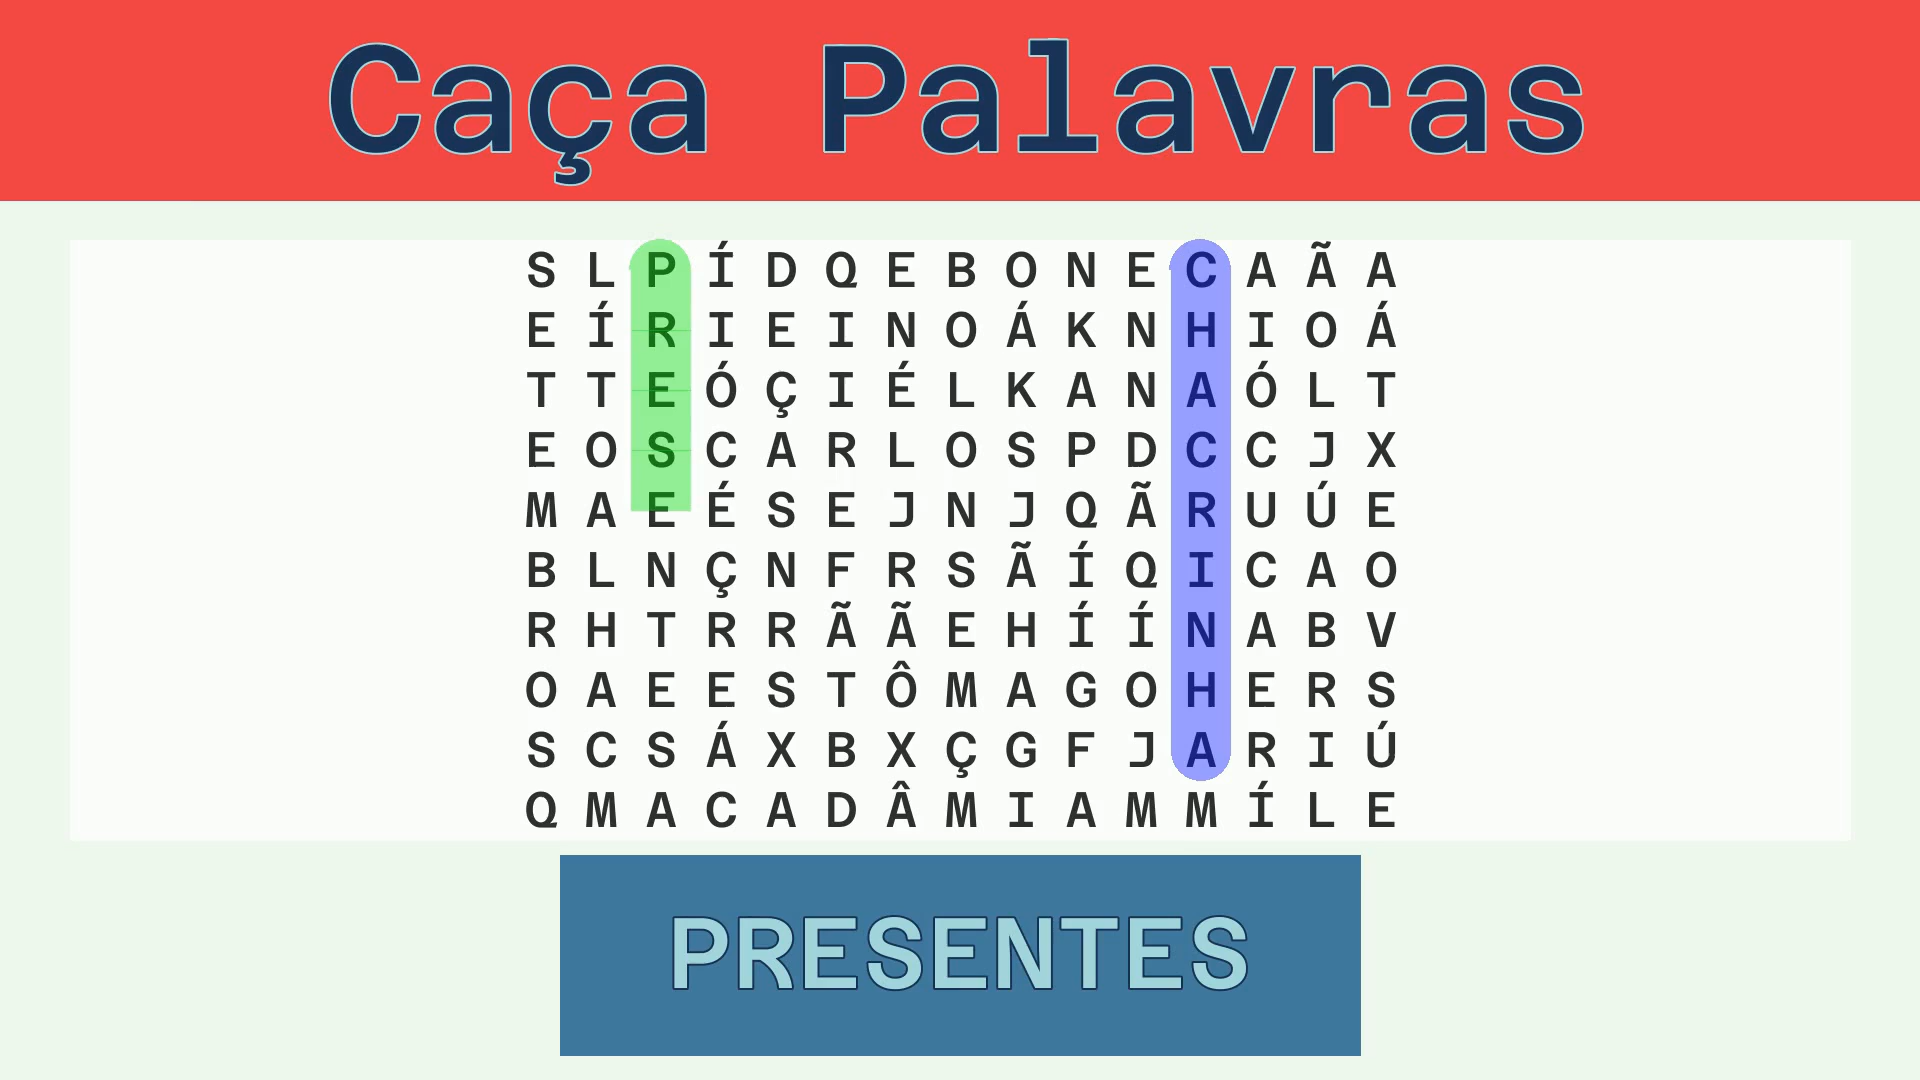 Caça Palavras
S L P Í D Q E B O N E C A Ã A
E Í R I E I N O Á K N H I O Á
T T E Ó Ç I É L K A N A Ó L T
E O S C A R L O S P D C C J X
M A E É S E J N J Q Ã R U Ú E
B L N Ç N F R S Ã Í Q I C A O
R H T R R Ã Ã E H Í Í N A B V
O A E E S T Ô M A G O H E R S
S C S Á X B X Ç G F J A R I Ú
Q M A C A D Â M I A M M Í L E
PRESENTES